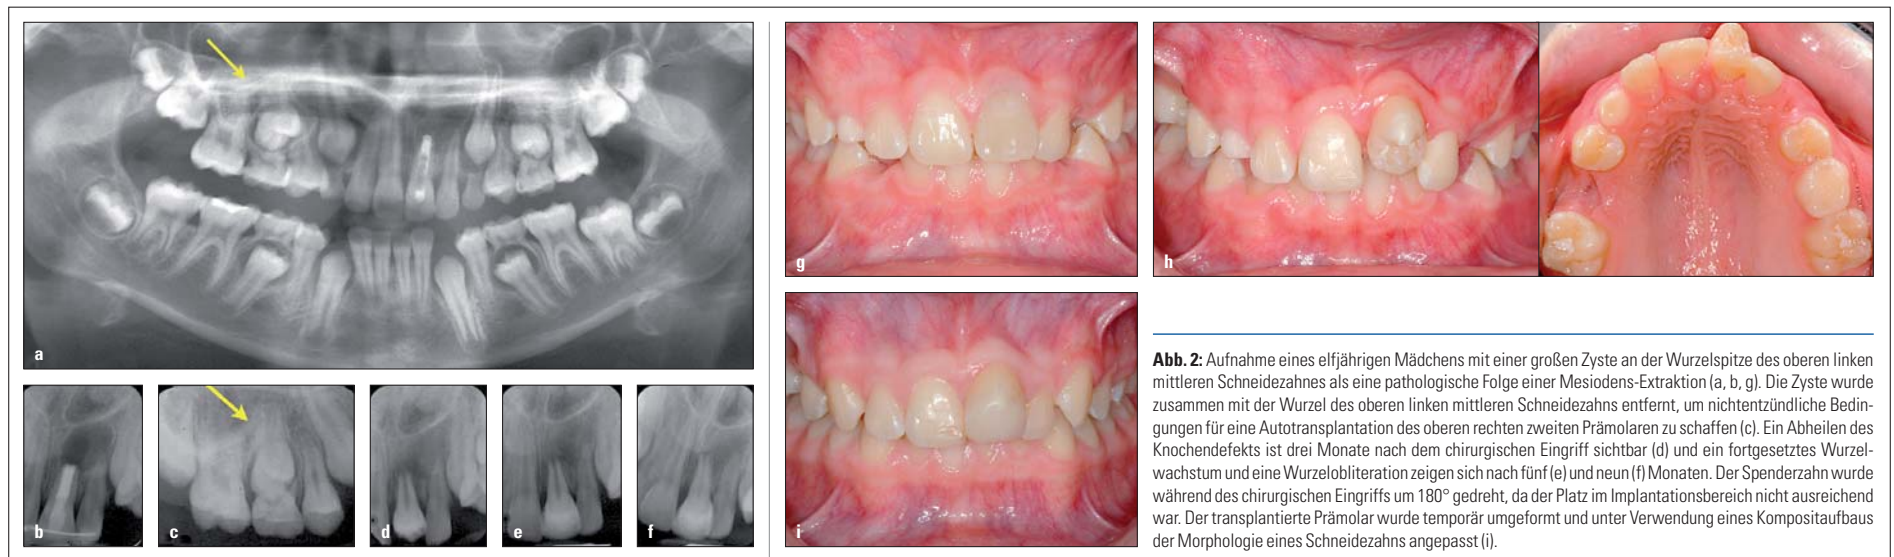 a
b
c
d
e
f
g
h
i
Abb. 2: Aufnahme eines elfjährigen Mädchens mit einer großen Zyste an der Wurzelspitze des oberen linken
mittleren Schneidezahnes als eine pathologische Folge einer Mesiodens-Extraktion (a, b, g). Die Zyste wurde
zusammen mit der Wurzel des oberen linken mittleren Schneidezahns entfernt, um nichtentzündliche Bedin-
gungen für eine Autotransplantation des oberen rechten zweiten Prämolaren zu schaffen (c). Ein Abheilen des
Knochendefekts ist drei Monate nach dem chirurgischen Eingriff sichtbar (d) und ein fortgesetztes Wurzel-
wachstum und eine Wurzelobliteration zeigen sich nach fünf (e) und neun (f) Monaten. Der Spenderzahn wurde
während des chirurgischen Eingriffs um 180° gedreht, da der Platz im Implantationsbereich nicht ausreichend
war. Der transplantierte Prämolar wurde temporär umgeformt und unter Verwendung eines Kompositaufbaus
der Morphologie eines Schneidezahns angepasst (i).